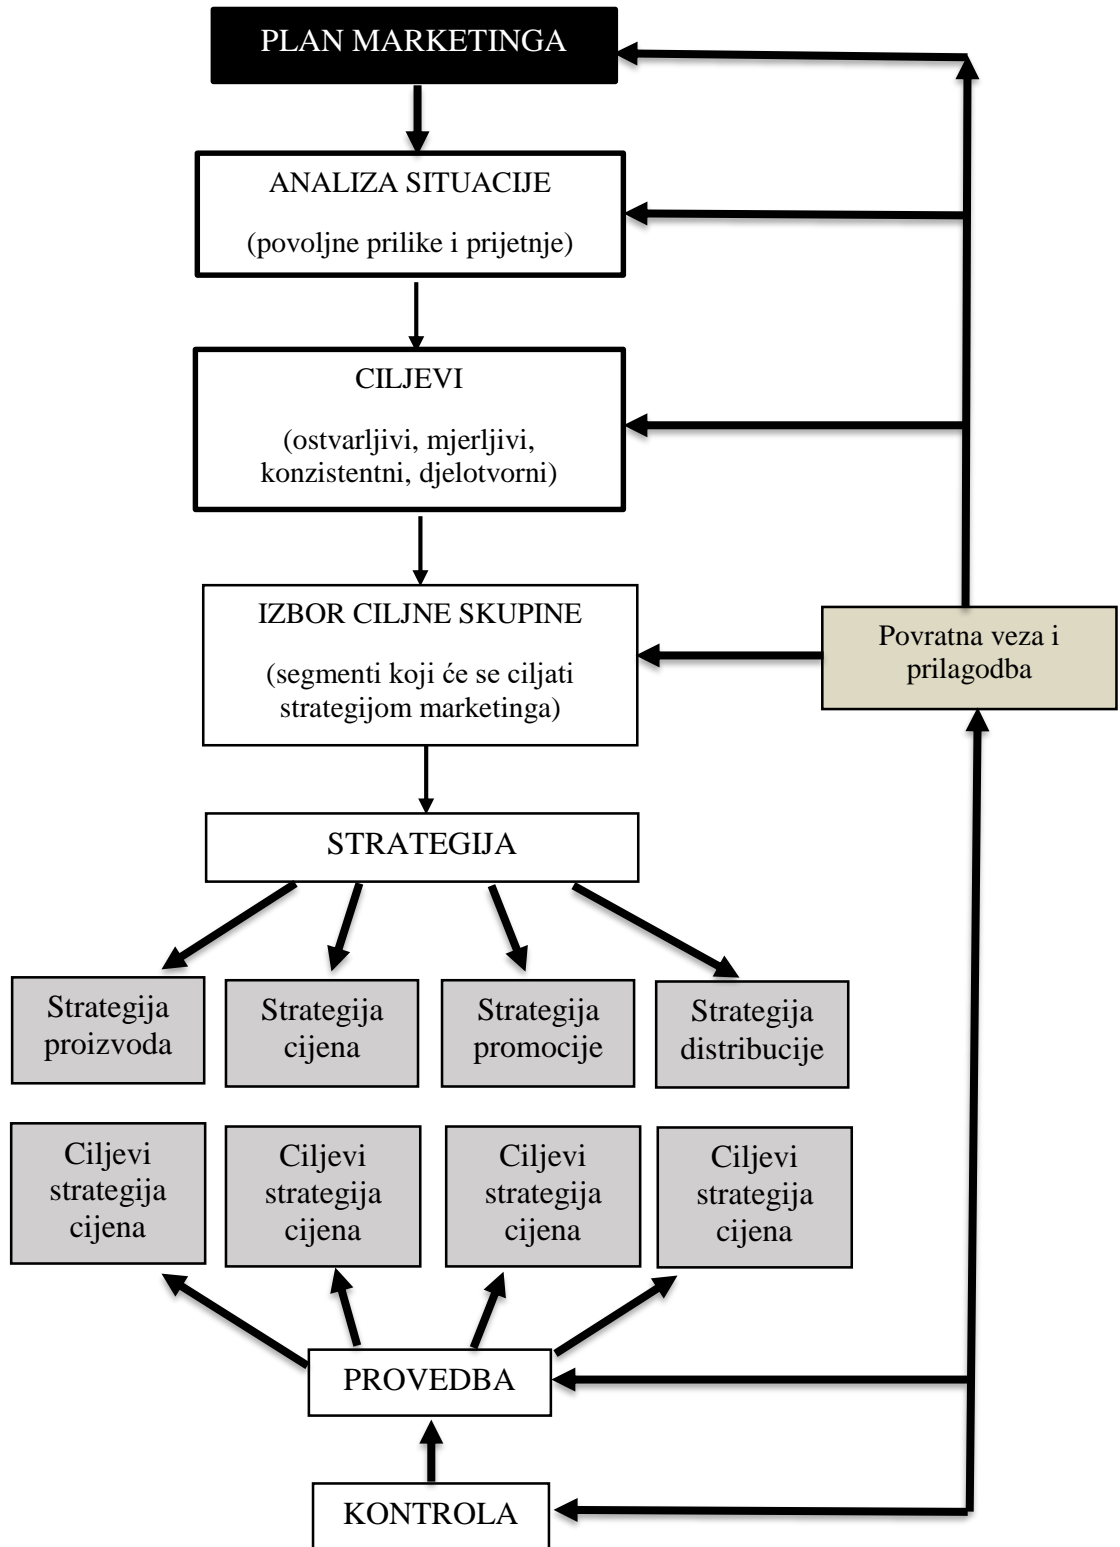 PLAN MARKETINGA
ANALIZA SITUACIJE
(povoljne prilike i prijetnje)
CILJEVI
(ostvarljivi, mjerljivi,
konzistentni, djelotvorni)
IZBOR CILJNE SKUPINE
(segmenti koji će se ciljati
strategijom marketinga)
Povratna veza i
prilagodba
STRATEGIJA
Strategija
proizvoda
Strategija
cijena
Strategija
promocije
Strategija
distribucije
Ciljevi
strategija
cijena
Ciljevi
strategija
cijena
Ciljevi
strategija
cijena
Ciljevi
strategija
cijena
PROVEDBA
KONTROLA